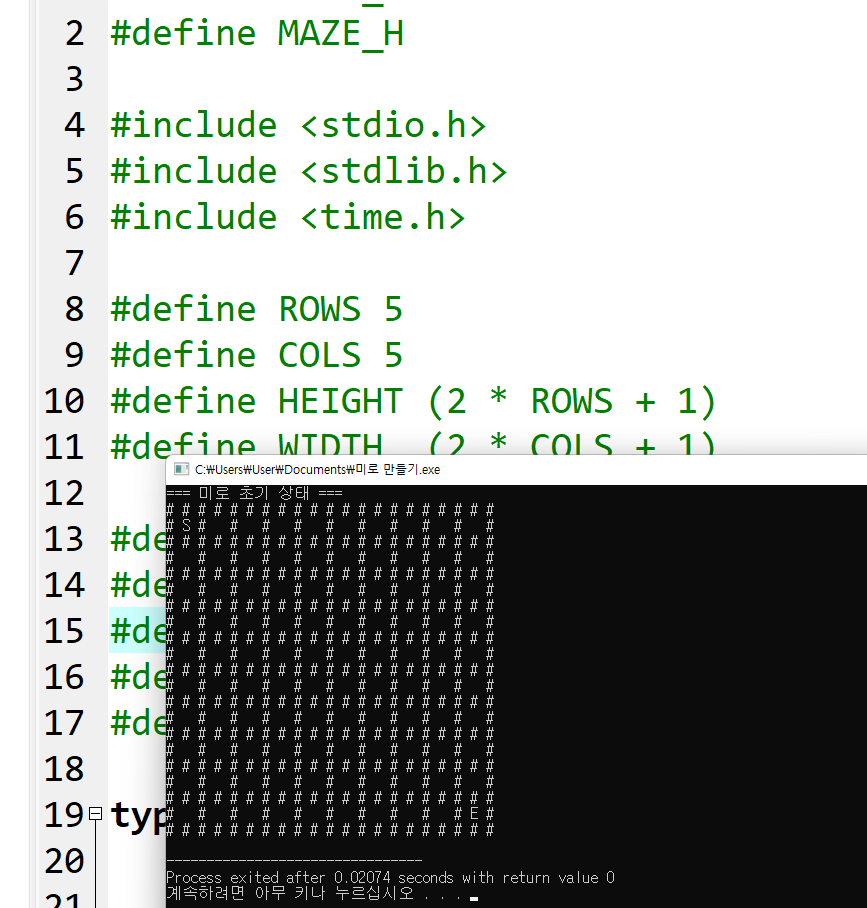 2 #define MAZE_H
3
4 #include <stdio.h>
5 #include <stdlib.h>
6 #include <time.h>
7
8 #define ROWS 5
9 #define COLS 5
10 #define HEIGHT (2 * ROWS + 1)
11 #define WIDTH  (2 * COLS + 1)
12
13 #de
14 #de
15 #de
16 #de
17 #de
18
19 typ
20
21
C:₩Users₩User₩Documents₩미로 만들기.exe
=== 미로 초기 상태 ===
# # # # # # # # # # # # # # # # # # # # #
# S #   #   #   #   #   #   #   #   #   #
# # # # # # # # # # # # # # # # # # # # #
#   #   #   #   #   #   #   #   #   #   #
# # # # # # # # # # # # # # # # # # # # #
#   #   #   #   #   #   #   #   #   #   #
# # # # # # # # # # # # # # # # # # # # #
#   #   #   #   #   #   #   #   #   #   #
# # # # # # # # # # # # # # # # # # # # #
#   #   #   #   #   #   #   #   #   #   #
# # # # # # # # # # # # # # # # # # # # #
#   #   #   #   #   #   #   #   #   #   #
# # # # # # # # # # # # # # # # # # # # #
#   #   #   #   #   #   #   #   #   #   #
# # # # # # # # # # # # # # # # # # # # #
#   #   #   #   #   #   #   #   #   #   #
# # # # # # # # # # # # # # # # # # # # #
#   #   #   #   #   #   #   #   #   #   #
# # # # # # # # # # # # # # # # # # # # #
#   #   #   #   #   #   #   #   #   # E #
# # # # # # # # # # # # # # # # # # # # #
--------------------------------
Process exited after 0.02074 seconds with return value 0
계속하려면 아무 키나 누르십시오 . . .